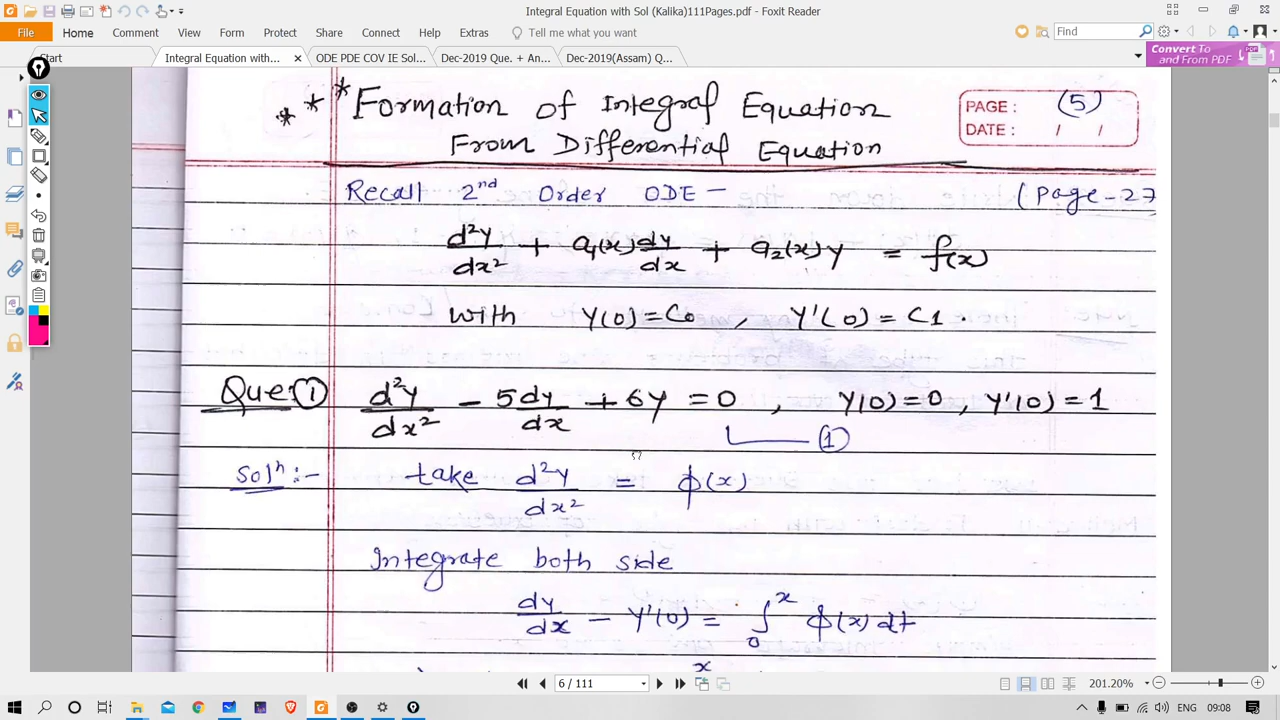 Integral Equation with Sol (Kalika)111Pages.pdf - Foxit Reader
File Home Comment View Form Protect Share Connect Help Extras Tell me what you want Find
Start Integral Equation with... ODE PDE COV IE Sol... Dec-2019 Que. + An... Dec-2019(Assam) Q... Convert To and From PDF
** Formation of Integral Equation
From Differential Equation
PAGE : (5)
DATE : / /
Recall 2nd Order ODE — (Page-27
d²y/dx² + a₁(x)dy/dx + a₂(x)y = f(x)
with y(0)=C₀ , y'(0)=C1 .
Que:① d²y/dx² - 5dy/dx + 6y = 0 , y(0)=0, y'(0)=1
①
Solⁿ:- take d²y/dx² = ϕ(x)
Integrate both side
dy/dx - y'(0) = ∫₀ˣ ϕ(x)dt
x
6 / 111
201.20%
ENG 09:08